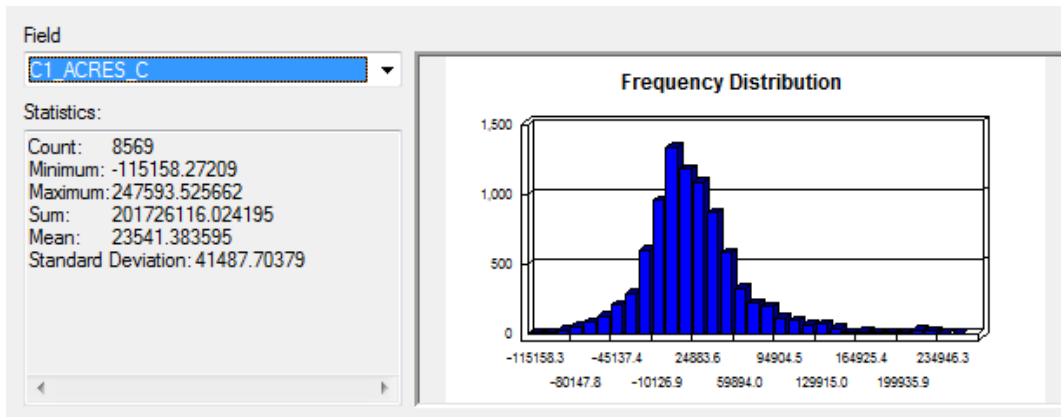 Field
C1_ACRES_C
Statistics:
Count: 8569
Minimum: -115158.27209
Maximum: 247593.525662
Sum: 201726116.024195
Mean: 23541.383595
Standard Deviation: 41487.70379
Frequency Distribution
1,500
1,000
500
0
-115158.3 -45137.4 24883.6 94904.5 164925.4 234946.3
-80147.8 -10126.9 59894.0 129915.0 199935.9